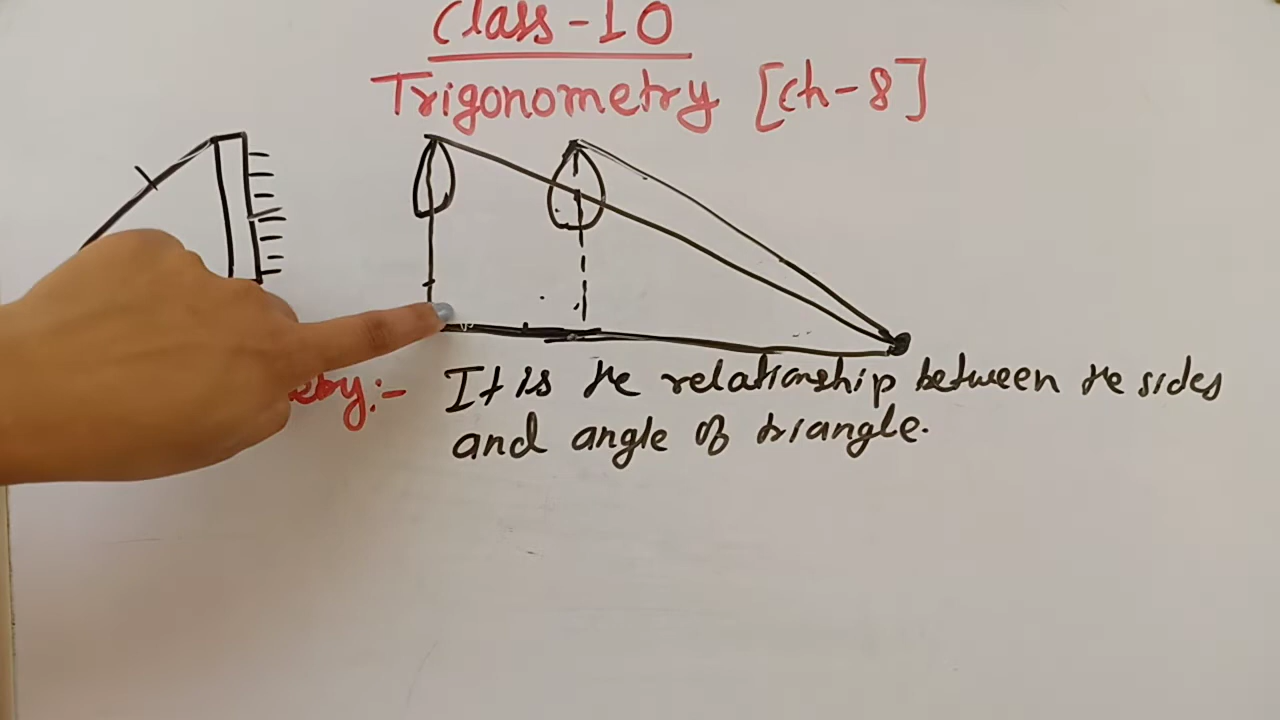 Class-10
Trigonometry [Ch-8]
It is the relationship between the sides
and angle of triangle.